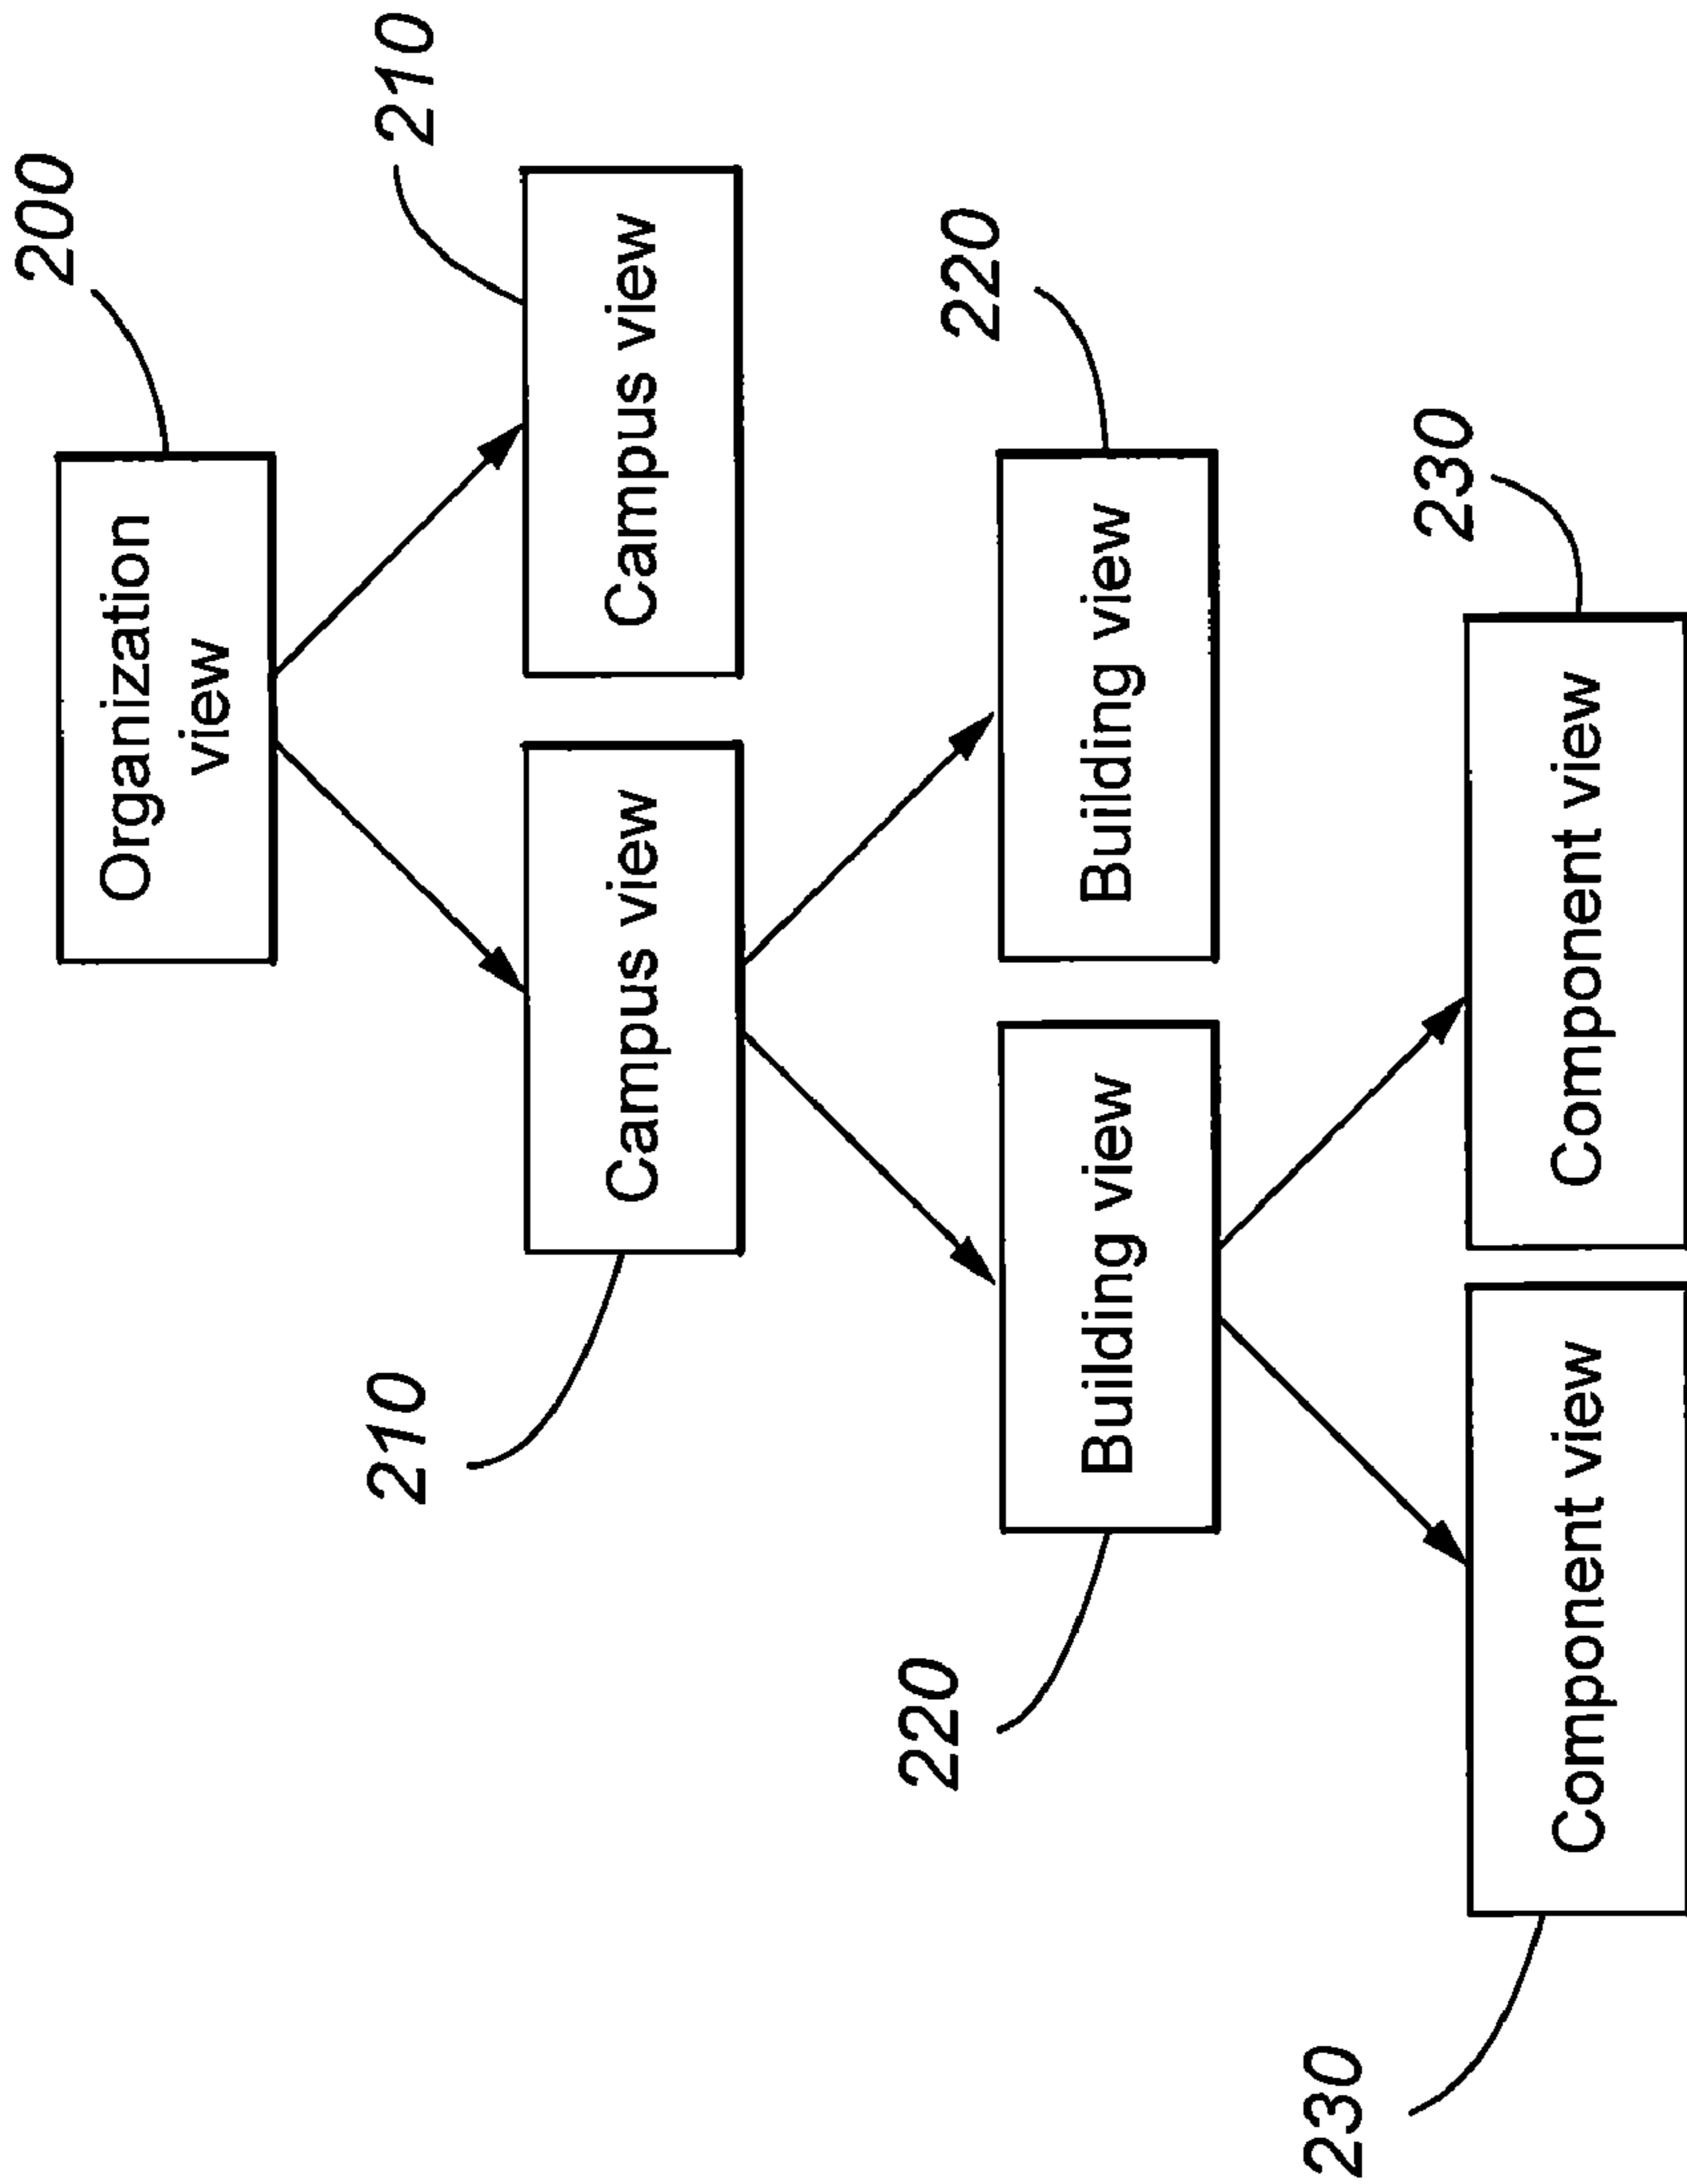 200
Organization
view
210
210
Campus view
Campus view
220
220
Building view
Building view
230
230
Component view
Component view